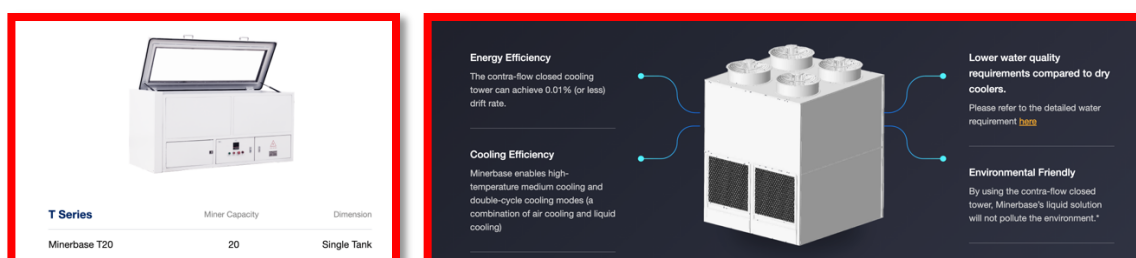 T Series Miner Capacity Dimension
Minerbase T20 20 Single Tank
Energy Efficiency
The contra-flow closed cooling
tower can achieve 0.01% (or less)
drift rate.
Cooling Efficiency
Minerbase enables high-
temperature medium cooling and
double-cycle cooling modes (a
combination of air cooling and liquid
cooling)
Lower water quality
requirements compared to dry
coolers.
Please refer to the detailed water
requirement here
Environmental Friendly
By using the contra-flow closed
tower, Minerbase's liquid solution
will not pollute the environment.*